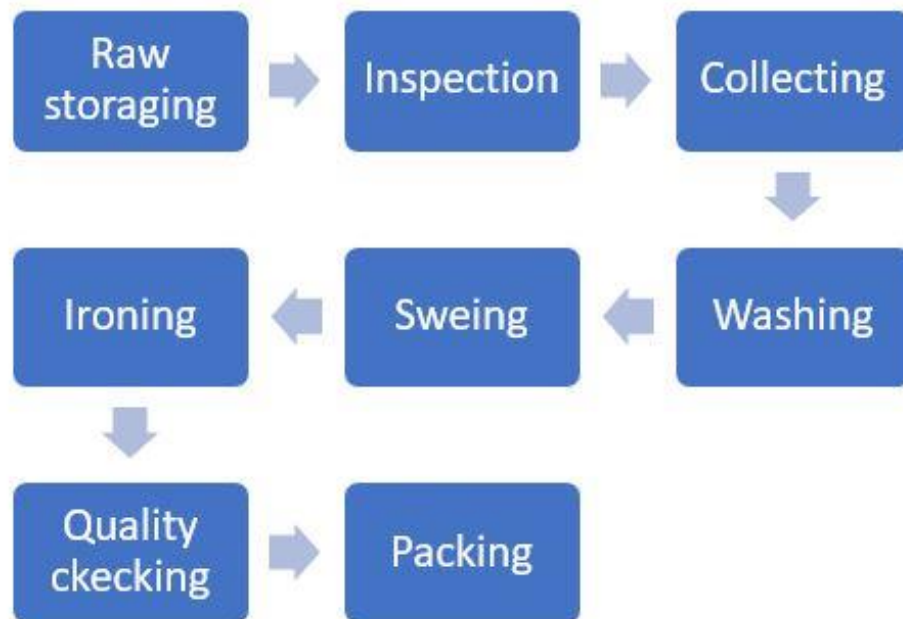 Raw
storaging
Inspection
Collecting
Washing
Sweing
Ironing
Quality
ckecking
Packing